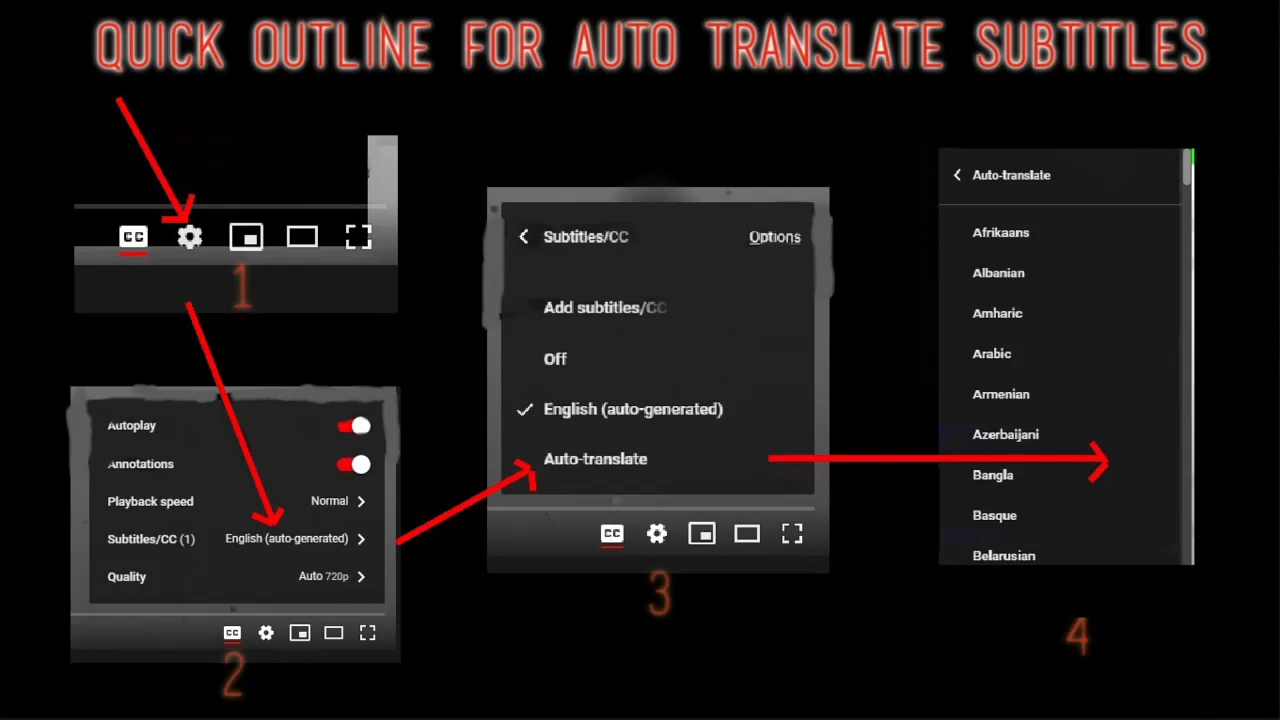 QUICK OUTLINE FOR AUTO TRANSLATE SUBTITLES
CC
1
Autoplay
Annotations
Playback speed Normal
Subtitles/CC (1) English (auto-generated)
Quality Auto 720p
CC
2
Subtitles/CC Options
Add subtitles/CC
Off
English (auto-generated)
Auto-translate
CC
3
Auto-translate
Afrikaans
Albanian
Amharic
Arabic
Armenian
Azerbaijani
Bangla
Basque
Belarusian
4